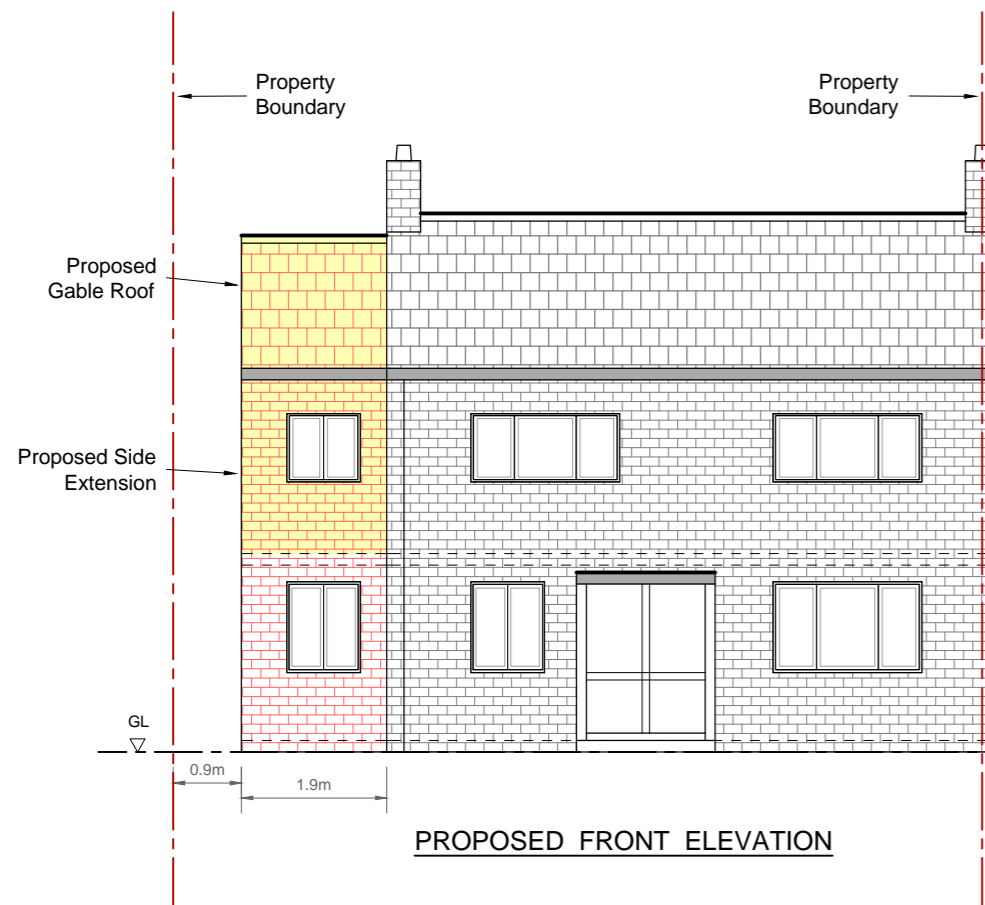 Property
Boundary
Property
Boundary
Proposed
Gable Roof
Proposed Side
Extension
GL
0.9m
1.9m
PROPOSED FRONT ELEVATION